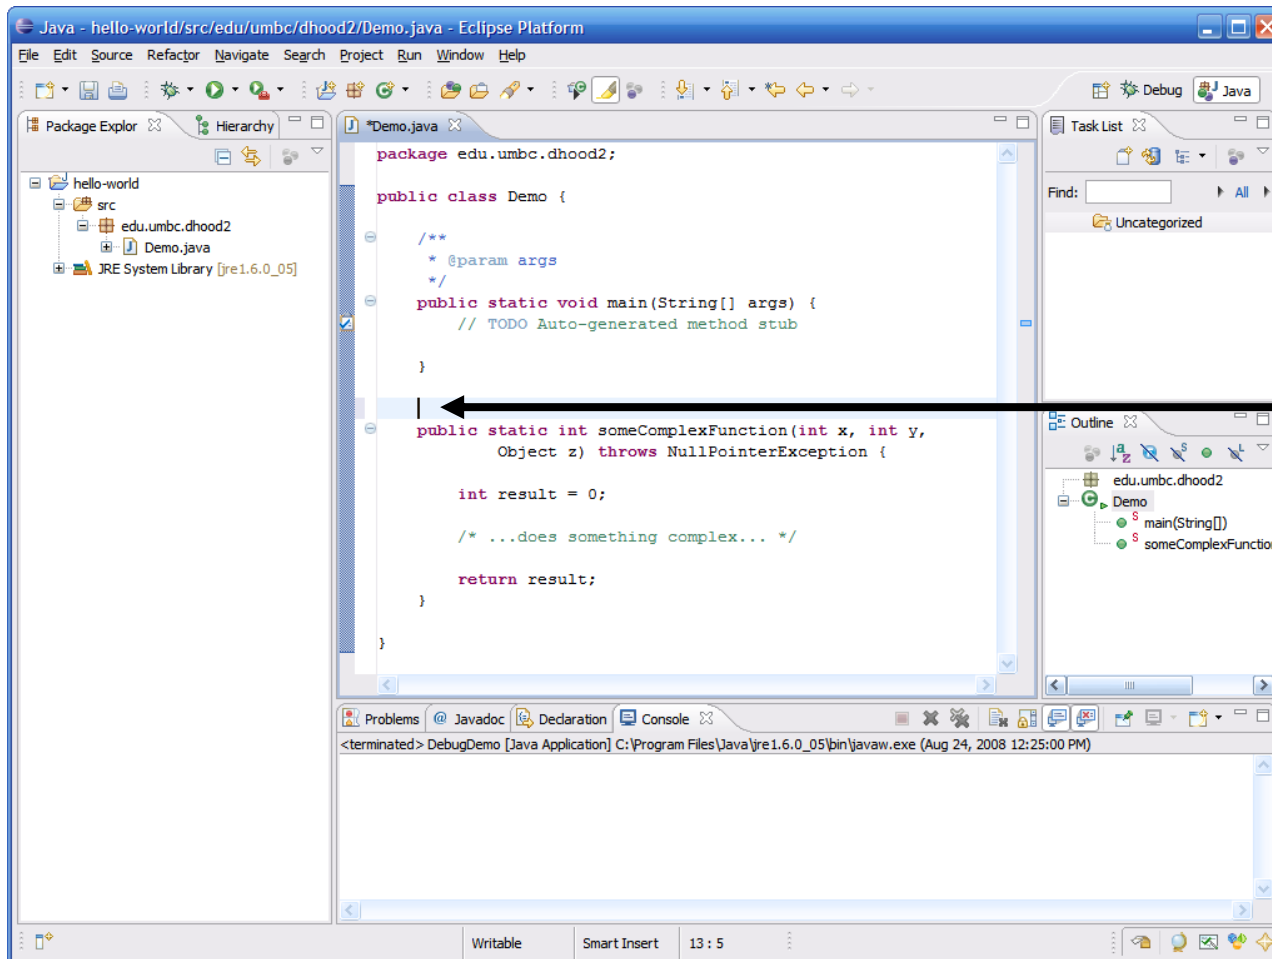 Java - hello-world/src/edu/umbc/dhood2/Demo.java - Eclipse Platform
File Edit Source Refactor Navigate Search Project Run Window Help
Debug Java
Package Explor Hierarchy
hello-world
src
edu.umbc.dhood2
Demo.java
JRE System Library [jre1.6.0_05]
*Demo.java
package edu.umbc.dhood2;
public class Demo {
/**
* @param args
*/
public static void main(String[] args) {
// TODO Auto-generated method stub
}
public static int someComplexFunction(int x, int y,
Object z) throws NullPointerException {
int result = 0;
/* ...does something complex... */
return result;
}
}
Task List
Find: All
Uncategorized
Outline
edu.umbc.dhood2
Demo
main(String[])
someComplexFunction
Problems @ Javadoc Declaration Console
<terminated> DebugDemo [Java Application] C:\Program Files\Java\jre1.6.0_05\bin\javaw.exe (Aug 24, 2008 12:25:00 PM)
Writable Smart Insert 13 : 5